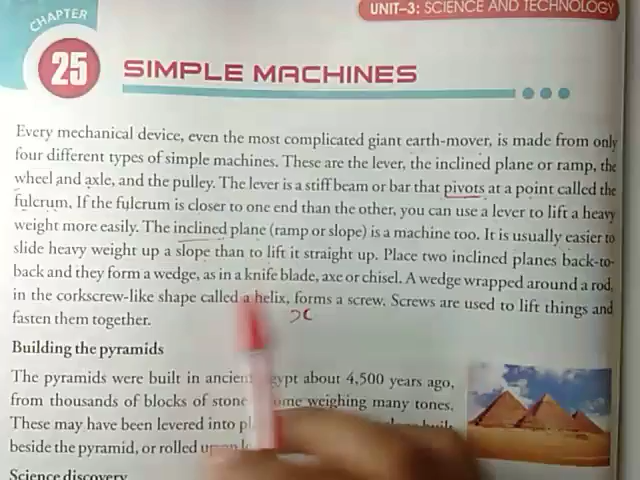 CHAPTER
25
UNIT–3: SCIENCE AND TECHNOLOGY
SIMPLE MACHINES
Every mechanical device, even the most complicated giant earth-mover, is made from only
four different types of simple machines. These are the lever, the inclined plane or ramp, the
wheel and axle, and the pulley. The lever is a stiff beam or bar that pivots at a point called the
fulcrum. If the fulcrum is closer to one end than the other, you can use a lever to lift a heavy
weight more easily. The inclined plane (ramp or slope) is a machine too. It is usually easier to
slide heavy weight up a slope than to lift it straight up. Place two inclined planes back-to-
back and they form a wedge, as in a knife blade, axe or chisel. A wedge wrapped around a rod,
in the corkscrew-like shape called a helix, forms a screw. Screws are used to lift things and
fasten them together.
Building the pyramids
The pyramids were built in ancient about 4,500 years ago,
from thousands of blocks of stone weighing many tones.
These may have been levered into
beside the pyramid, or rolled
Science discovery